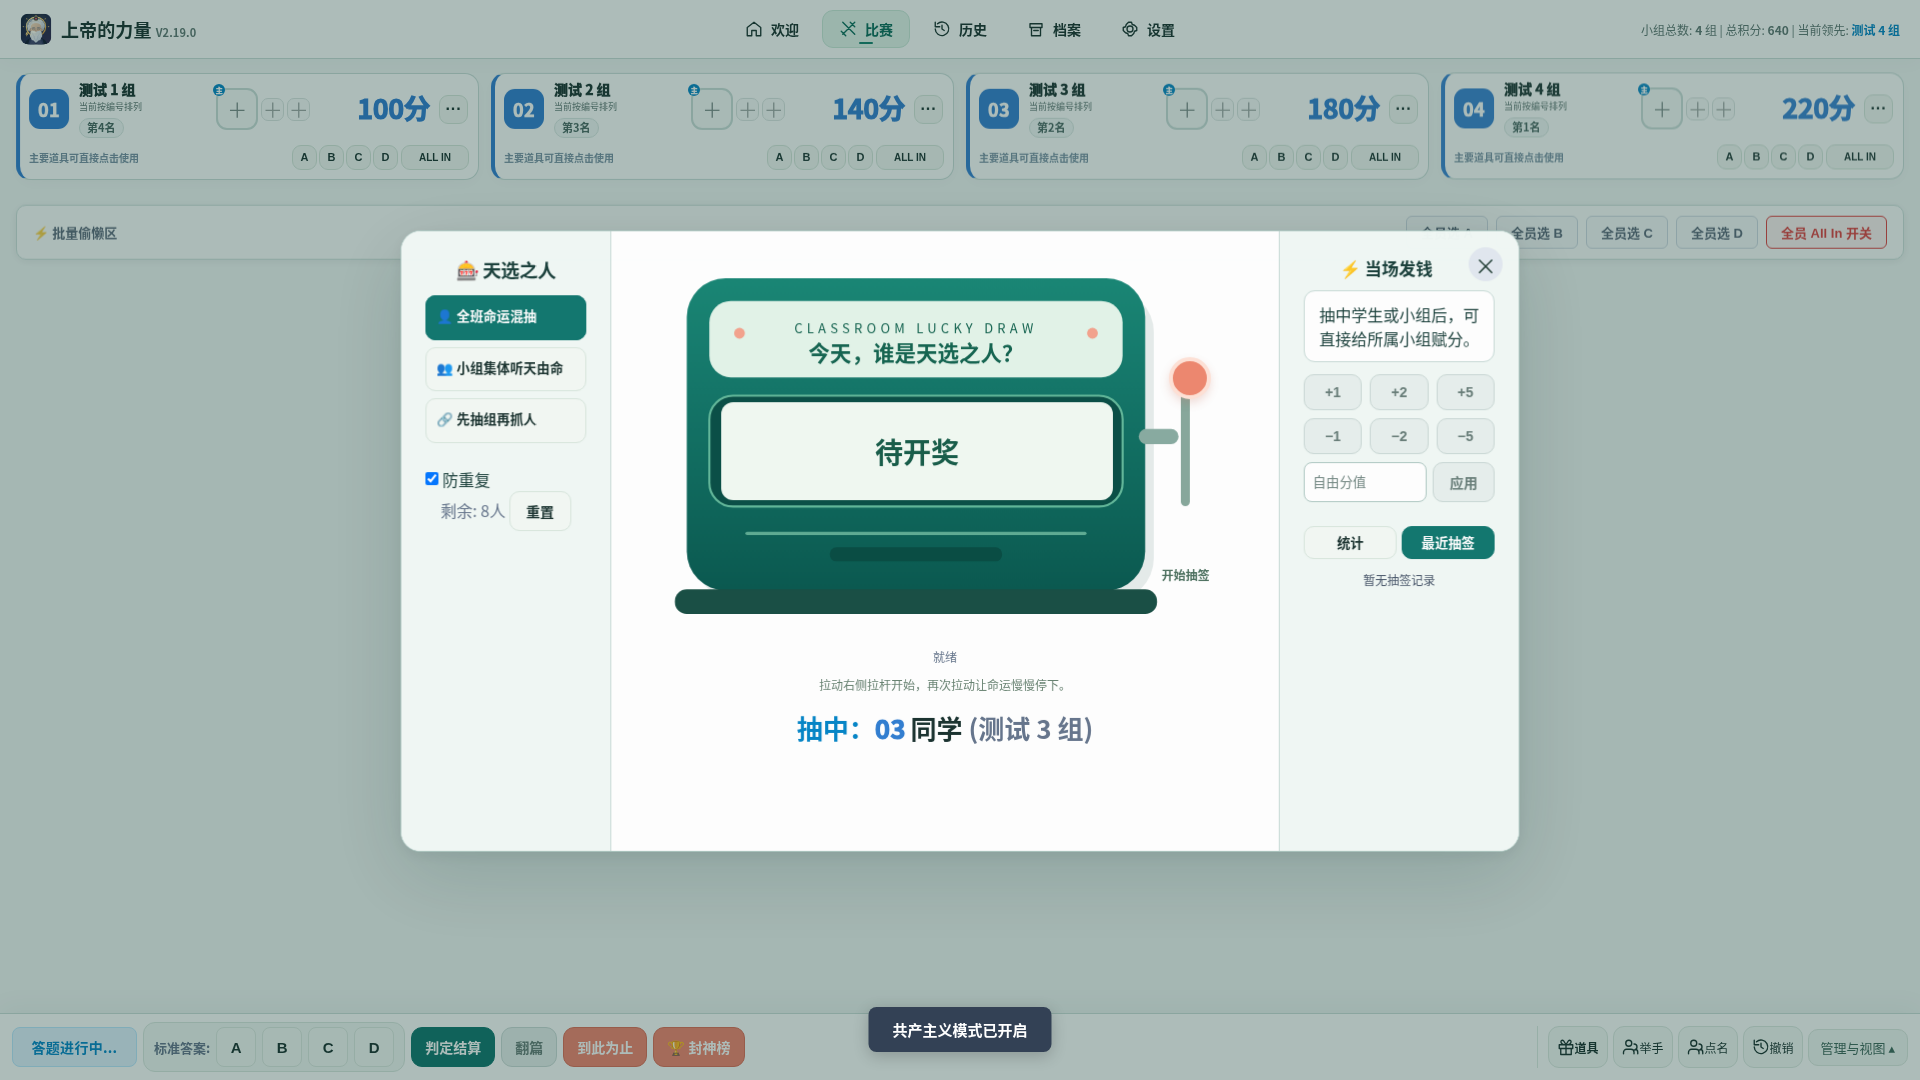 上帝的力量 V2.19.0
欢迎
比赛
历史
档案
设置
小组总数: 4 组 | 总积分: 640 | 当前领先: 测试 4 组
01
测试 1 组
当前按编号排列
第4名
主
100分
主要道具可直接点击使用
A B C D ALL IN
02
测试 2 组
当前按编号排列
第3名
主
140分
主要道具可直接点击使用
A B C D ALL IN
03
测试 3 组
当前按编号排列
第2名
主
180分
主要道具可直接点击使用
A B C D ALL IN
04
测试 4 组
当前按编号排列
第1名
主
220分
主要道具可直接点击使用
A B C D ALL IN
⚡ 批量偷懒区
全员选 B
全员选 C
全员选 D
全员 All In 开关
🎰 天选之人
👤 全班命运混抽
👥 小组集体听天由命
🔗 先抽组再抓人
防重复
剩余: 8人
重置
CLASSROOM LUCKY DRAW
今天，谁是天选之人?
待开奖
开始抽签
就绪
拉动右侧拉杆开始，再次拉动让命运慢慢停下。
抽中：03 同学 (测试 3 组)
⚡ 当场发钱
抽中学生或小组后，可
直接给所属小组赋分。
+1 +2 +5
−1 −2 −5
自由分值
应用
统计
最近抽签
暂无抽签记录
共产主义模式已开启
答题进行中...
标准答案:
A B C D
判定结算
翻篇
到此为止
🏆 封神榜
道具
举手
点名
撤销
管理与视图 ▴